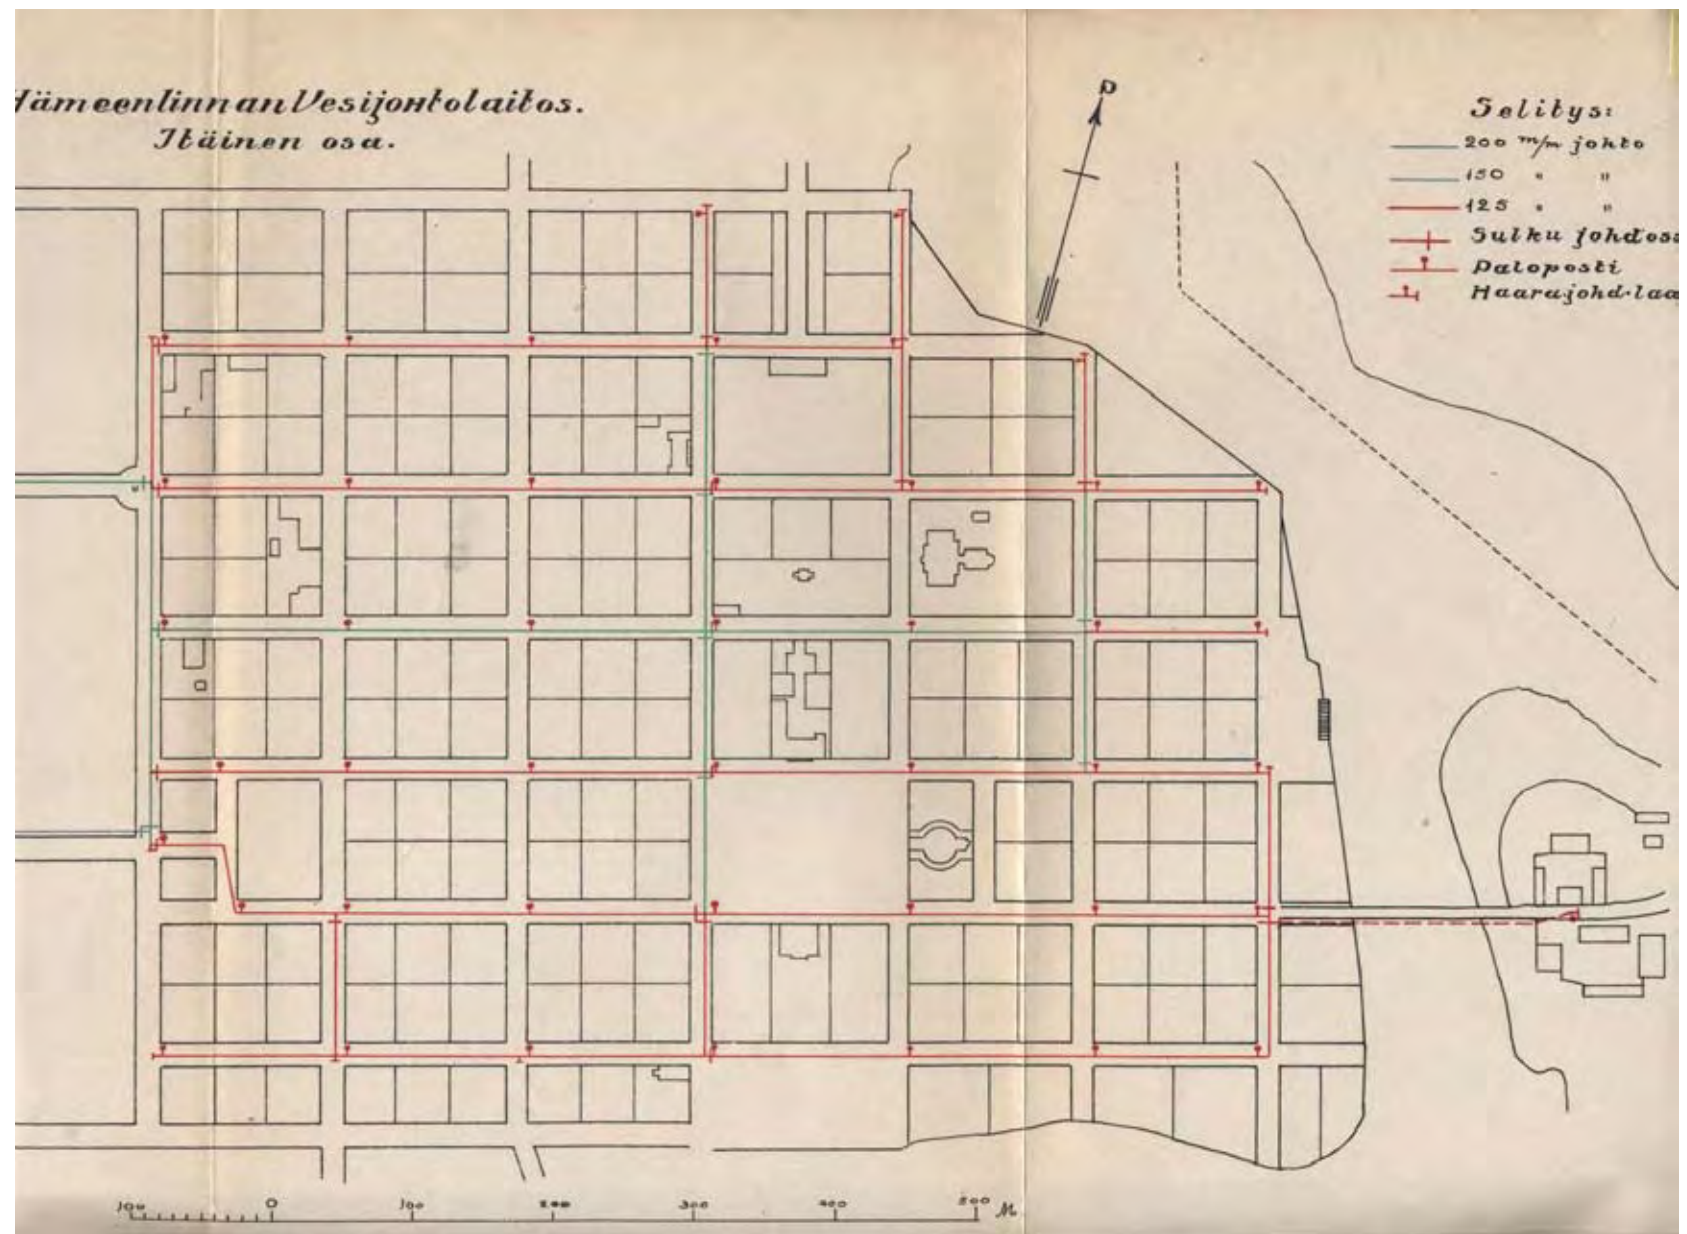 Hämeenlinnan Vesijohtolaitos.
Itäinen osa.
P
Selitys:
200 m/m johto
150 " "
125 " "
Sulku johdoss
Paloposti
Haarajohd.laa
100 0 100 200 300 400 500 M